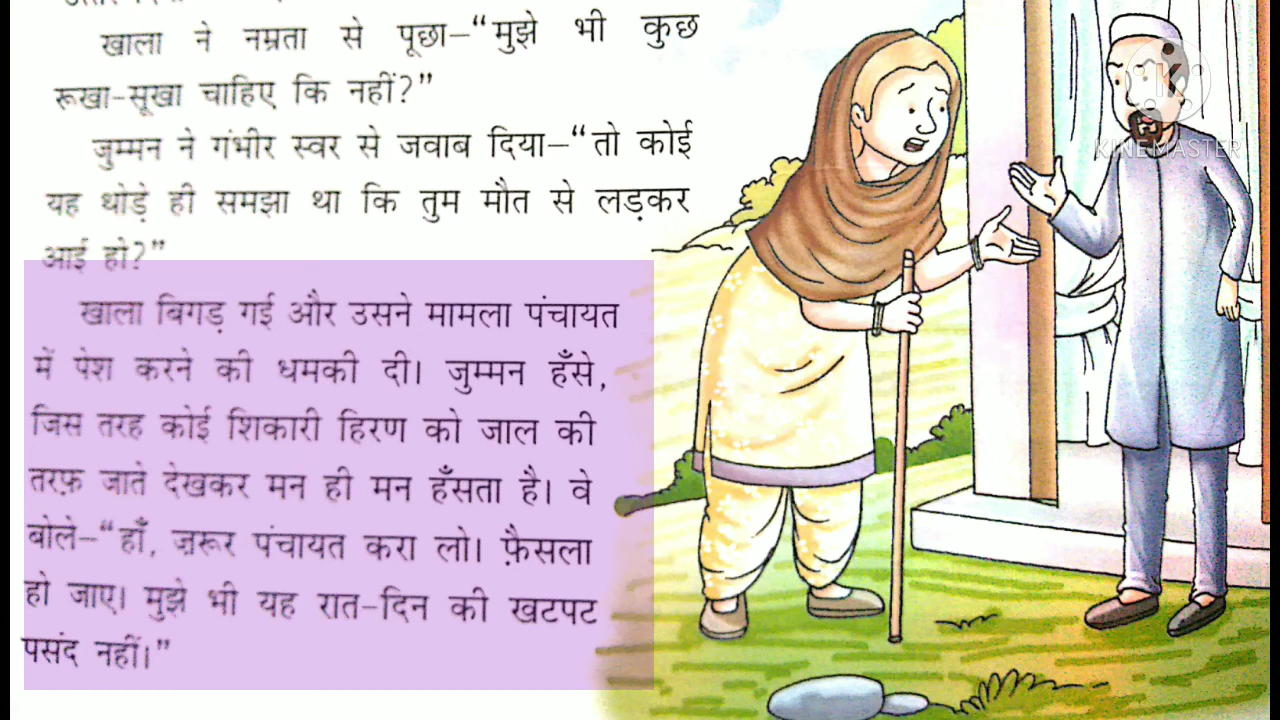 खाला ने नम्रता से पूछा–“मुझे भी कुछ
रूखा-सूखा चाहिए कि नहीं?”
जुम्मन ने गंभीर स्वर से जवाब दिया–“तो कोई
यह थोड़े ही समझा था कि तुम मौत से लड़कर
आई हो?”
खाला बिगड़ गई और उसने मामला पंचायत
में पेश करने की धमकी दी। जुम्मन हँसे,
जिस तरह कोई शिकारी हिरण को जाल की
तरफ़ जाते देखकर मन ही मन हँसता है। वे
बोले–“हाँ, ज़रूर पंचायत करा लो। फ़ैसला
हो जाए। मुझे भी यह रात-दिन की खटपट
पसंद नहीं।”
K
KINEMASTER